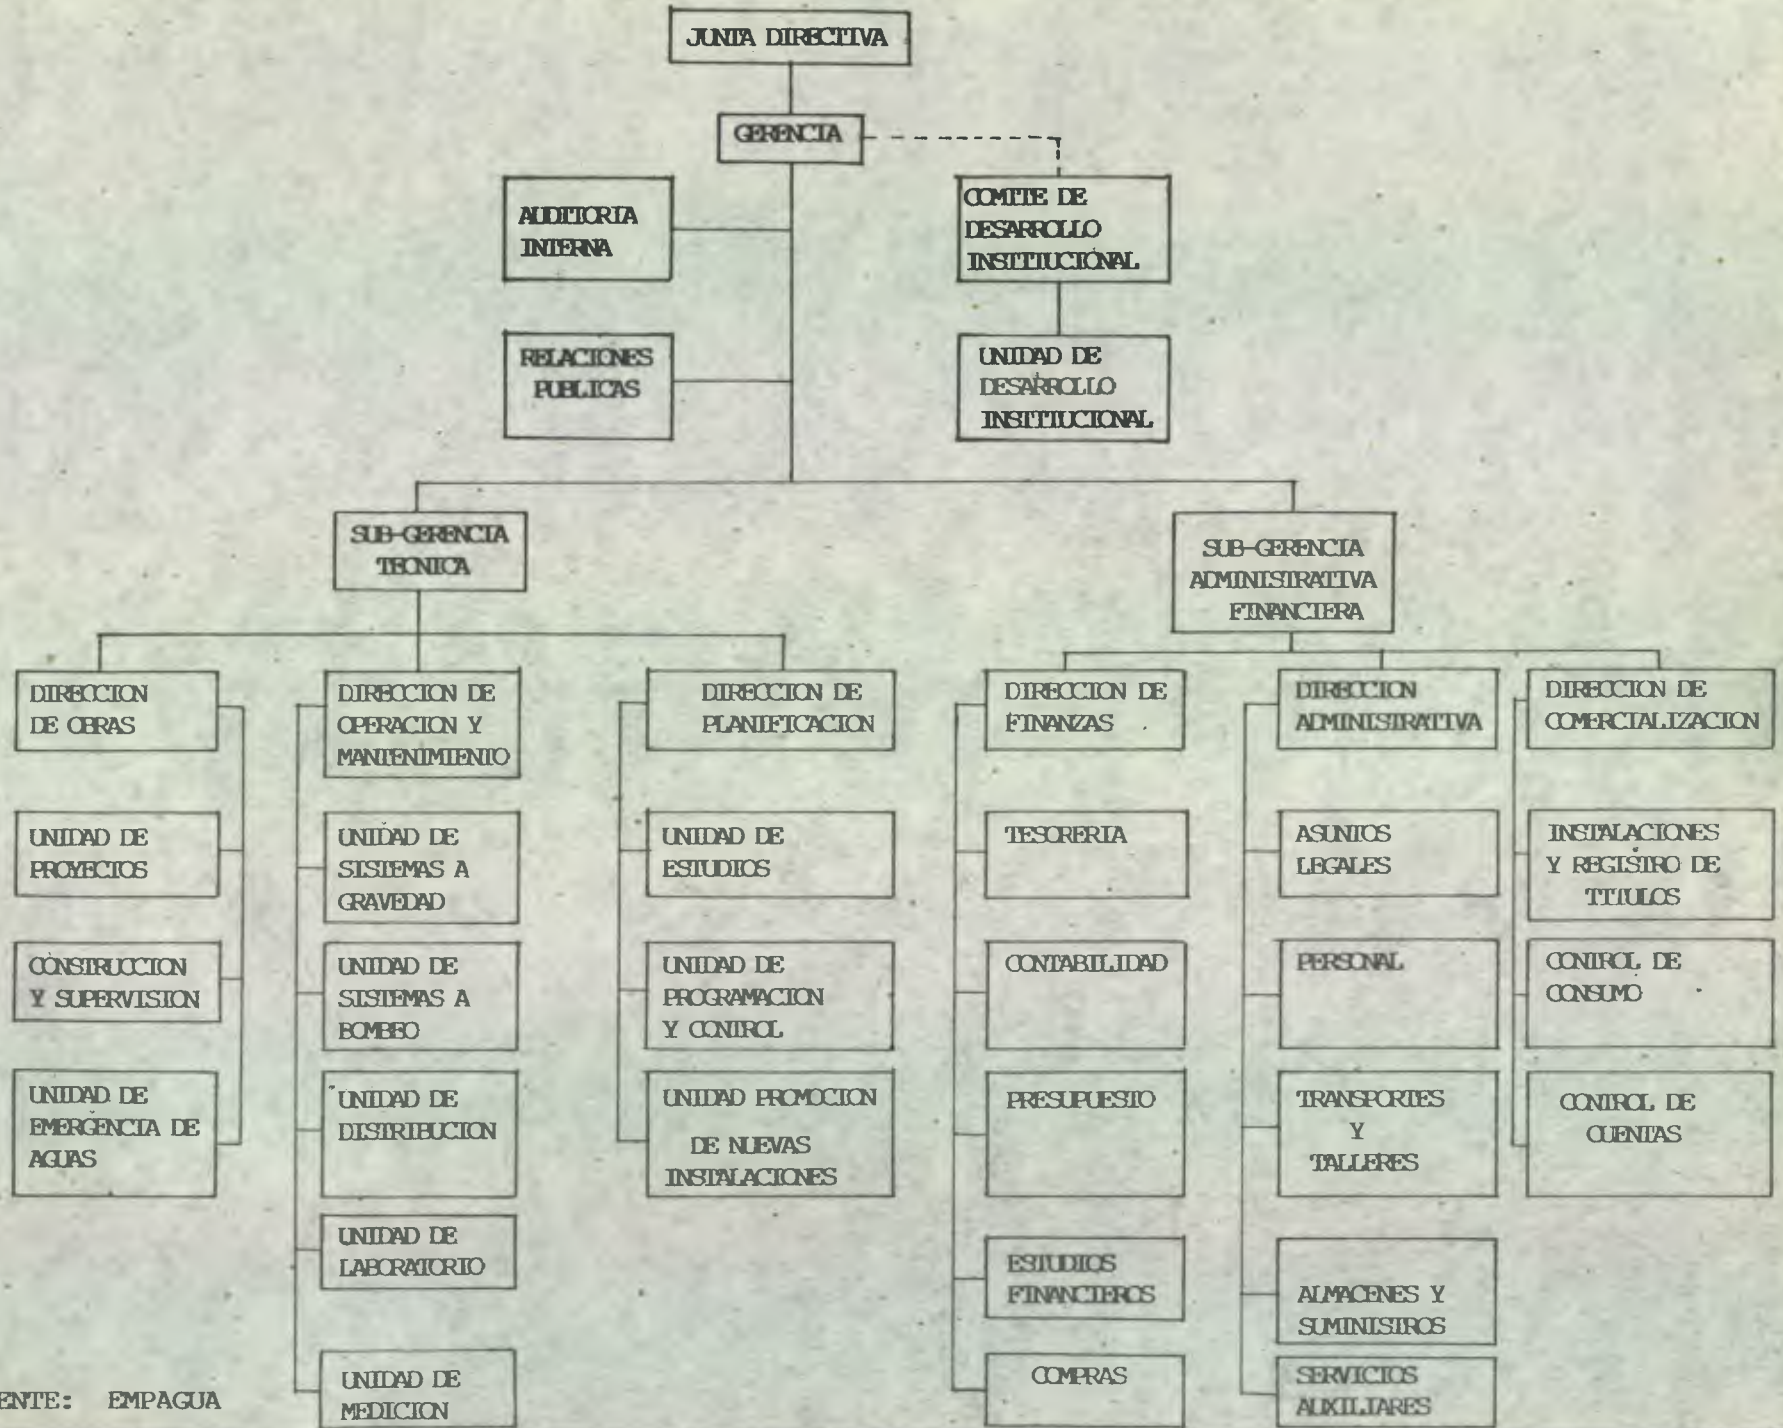 JUNTA DIRECTIVA
GERENCIA
AUDITORIA
INTERNA
COMITE DE
DESARROLLO
INSTITUCIONAL
RELACIONES
PUBLICAS
UNIDAD DE
DESARROLLO
INSTITUCIONAL
SUB-GERENCIA
TECNICA
SUB-GERENCIA
ADMINISTRATIVA
FINANCIERA
DIRECCION
DE OBRAS
UNIDAD DE
PROYECTOS
CONSTRUCCION
Y SUPERVISION
UNIDAD DE
EMERGENCIA DE
AGUAS
DIRECCION DE
OPERACION Y
MANTENIMIENTO
UNIDAD DE
SISTEMAS A
GRAVEDAD
UNIDAD DE
SISTEMAS A
BOMBEO
UNIDAD DE
DISTRIBUCION
UNIDAD DE
LABORATORIO
UNIDAD DE
MEDICION
DIRECCION DE
PLANIFICACION
UNIDAD DE
ESTUDIOS
UNIDAD DE
PROGRAMACION
Y CONTROL
UNIDAD PROMOCION
DE NUEVAS
INSTALACIONES
DIRECCION DE
FINANZAS
TESORERIA
CONTABILIDAD
PRESUPUESTO
ESTUDIOS
FINANCIEROS
COMPRAS
DIRECCION
ADMINISTRATIVA
ASUNTOS
LEGALES
PERSONAL
TRANSPORTES
Y
TALLERES
ALMACENES Y
SUMINISTROS
SERVICIOS
AUXILIARES
DIRECCION DE
COMERCIALIZACION
INSTALACIONES
Y REGISTRO DE
TITULOS
CONTROL DE
CONSUMO
CONTROL DE
CUENTAS
ENTE: EMPAGUA